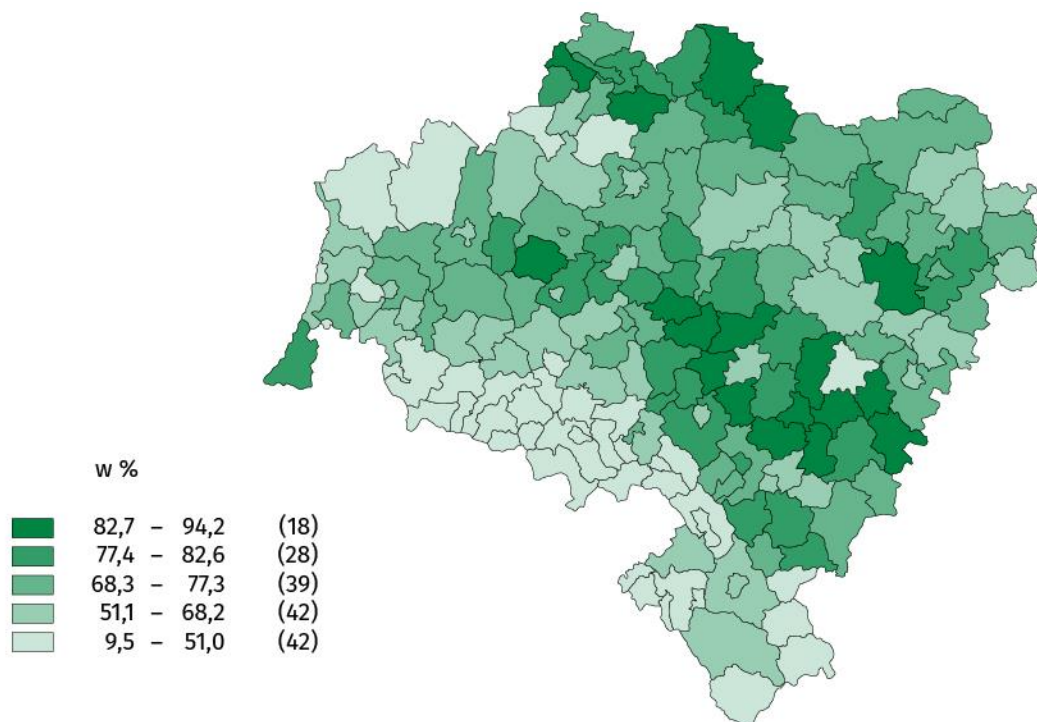 w %
82,7 – 94,2 (18)
77,4 – 82,6 (28)
68,3 – 77,3 (39)
51,1 – 68,2 (42)
9,5 – 51,0 (42)